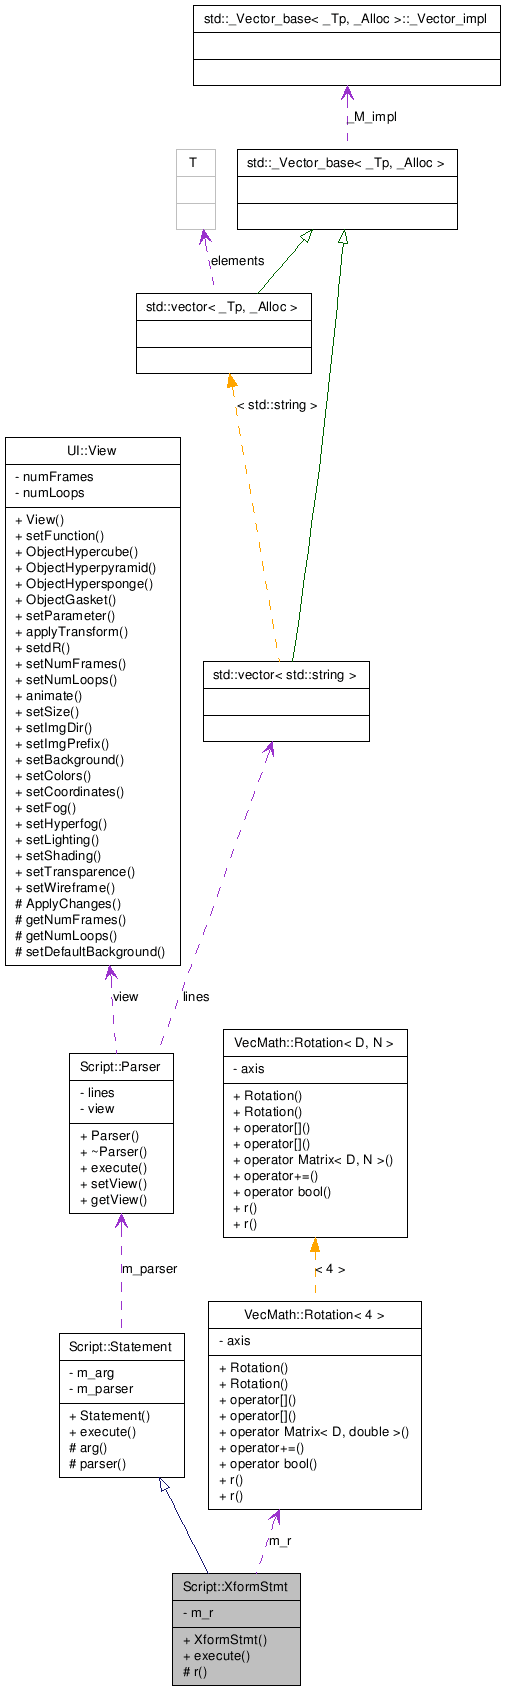 std::_Vector_base< _Tp, _Alloc >::_Vector_impl
_M_impl
T
std::_Vector_base< _Tp, _Alloc >
elements
std::vector< _Tp, _Alloc >
< std::string >
UI::View
- numFrames
- numLoops
+ View()
+ setFunction()
+ ObjectHypercube()
+ ObjectHyperpyramid()
+ ObjectHypersponge()
+ ObjectGasket()
+ setParameter()
+ applyTransform()
+ setdR()
+ setNumFrames()
+ setNumLoops()
+ animate()
+ setSize()
+ setImgDir()
+ setImgPrefix()
+ setBackground()
+ setColors()
+ setCoordinates()
+ setFog()
+ setHyperfog()
+ setLighting()
+ setShading()
+ setTransparence()
+ setWireframe()
# ApplyChanges()
# getNumFrames()
# getNumLoops()
# setDefaultBackground()
std::vector< std::string >
view
lines
Script::Parser
- lines
- view
+ Parser()
+ ~Parser()
+ execute()
+ setView()
+ getView()
VecMath::Rotation< D, N >
- axis
+ Rotation()
+ Rotation()
+ operator[]()
+ operator[]()
+ operator Matrix< D, N >()
+ operator+=()
+ operator bool()
+ r()
+ r()
m_parser
< 4 >
Script::Statement
- m_arg
- m_parser
+ Statement()
+ execute()
# arg()
# parser()
VecMath::Rotation< 4 >
- axis
+ Rotation()
+ Rotation()
+ operator[]()
+ operator[]()
+ operator Matrix< D, double >()
+ operator+=()
+ operator bool()
+ r()
+ r()
m_r
Script::XformStmt
- m_r
+ XformStmt()
+ execute()
# r()